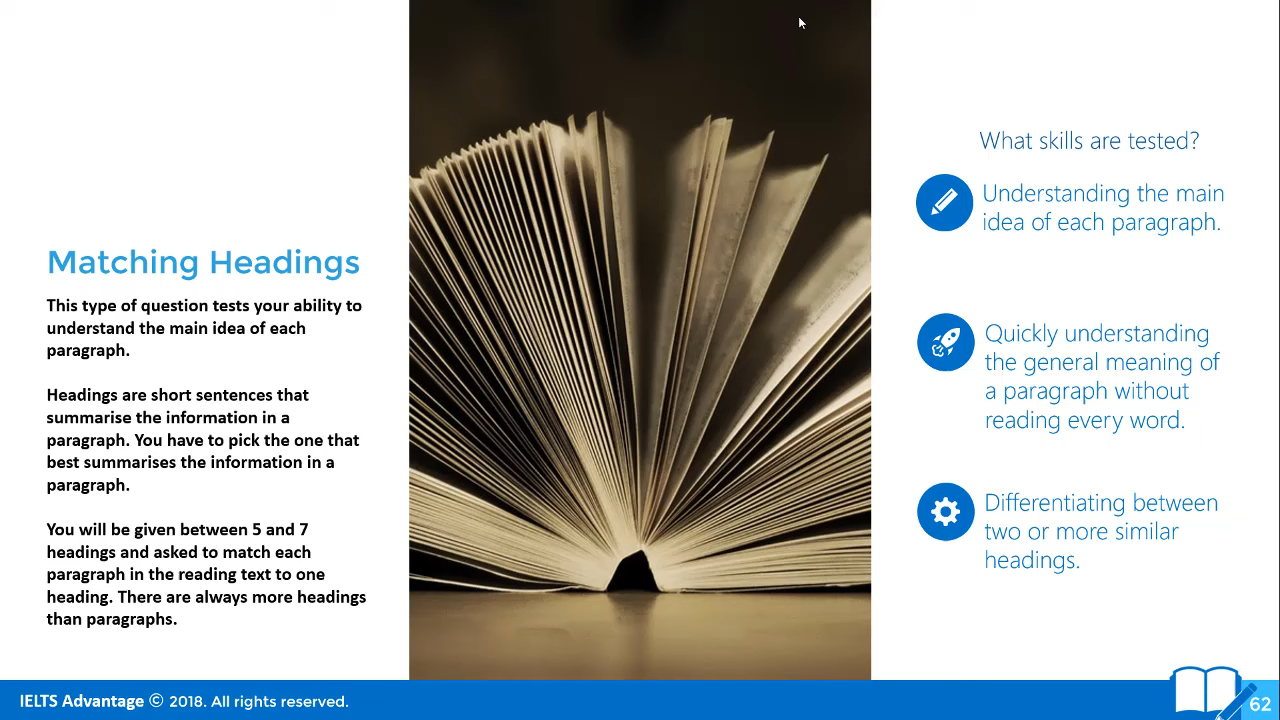 Matching Headings
This type of question tests your ability to
understand the main idea of each
paragraph.
Headings are short sentences that
summarise the information in a
paragraph. You have to pick the one that
best summarises the information in a
paragraph.
You will be given between 5 and 7
headings and asked to match each
paragraph in the reading text to one
heading. There are always more headings
than paragraphs.
What skills are tested?
Understanding the main
idea of each paragraph.
Quickly understanding
the general meaning of
a paragraph without
reading every word.
Differentiating between
two or more similar
headings.
IELTS Advantage © 2018. All rights reserved.
62